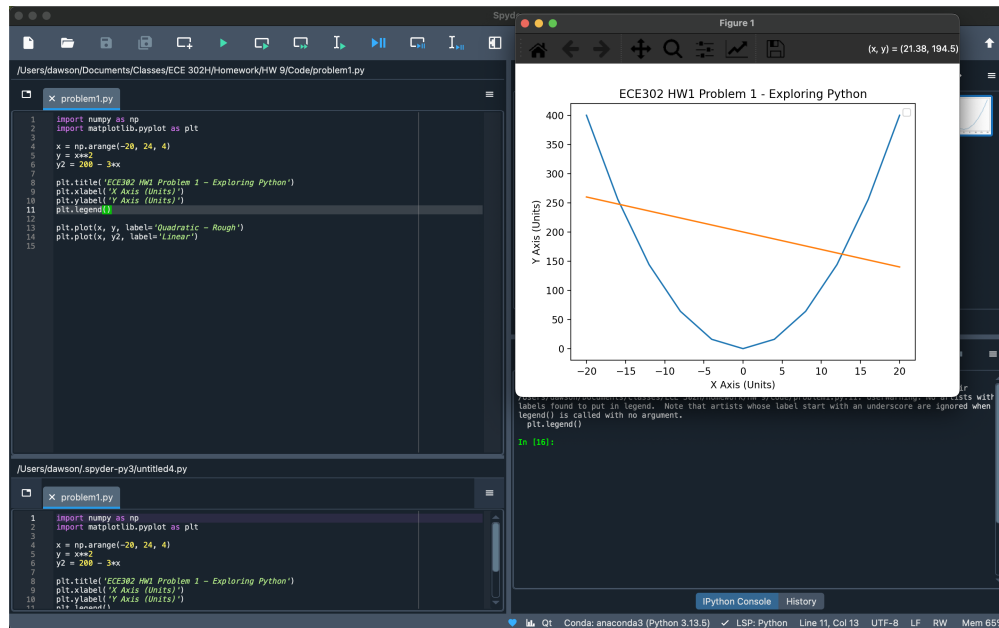 Spyd
Figure 1
(x, y) = (21.38, 194.5)
/Users/dawson/Documents/Classes/ECE 302H/Homework/HW 9/Code/problem1.py
problem1.py
1 import numpy as np
2 import matplotlib.pyplot as plt
3
4 x = np.arange(-20, 24, 4)
5 y = x**2
6 y2 = 200 - 3*x
7
8 plt.title('ECE302 HW1 Problem 1 - Exploring Python')
9 plt.xlabel('X Axis (Units)')
10 plt.ylabel('Y Axis (Units)')
11 plt.legend()
12
13 plt.plot(x, y, label='Quadratic - Rough')
14 plt.plot(x, y2, label='Linear')
15
ECE302 HW1 Problem 1 - Exploring Python
400
350
300
250
200
150
100
50
0
Y Axis (Units)
−20 −15 −10 −5 0 5 10 15 20
X Axis (Units)
labels found to put in legend. Note that artists whose label start with an underscore are ignored when
legend() is called with no argument.
plt.legend()
In [16]:
/Users/dawson/.spyder-py3/untitled4.py
problem1.py
1 import numpy as np
2 import matplotlib.pyplot as plt
3
4 x = np.arange(-20, 24, 4)
5 y = x**2
6 y2 = 200 - 3*x
7
8 plt.title('ECE302 HW1 Problem 1 - Exploring Python')
9 plt.xlabel('X Axis (Units)')
10 plt.ylabel('Y Axis (Units)')
11 plt.legend()
IPython Console History
Qt Conda: anaconda3 (Python 3.13.5) LSP: Python Line 11, Col 13 UTF-8 LF RW Mem 65%